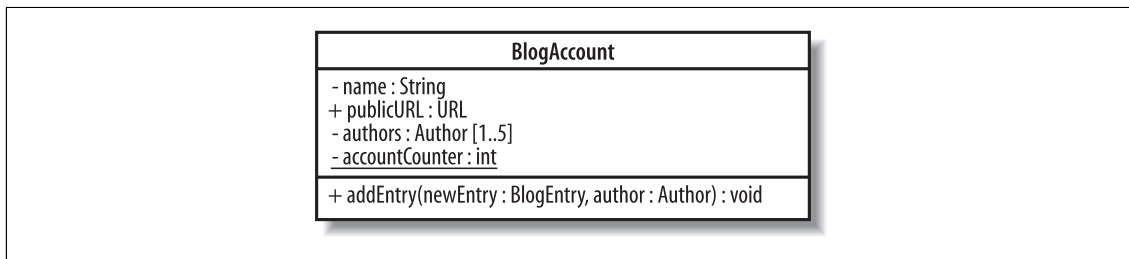 BlogAccount
- name : String
+ publicURL : URL
- authors : Author [1..5]
- accountCounter : int
+ addEntry(newEntry : BlogEntry, author : Author) : void